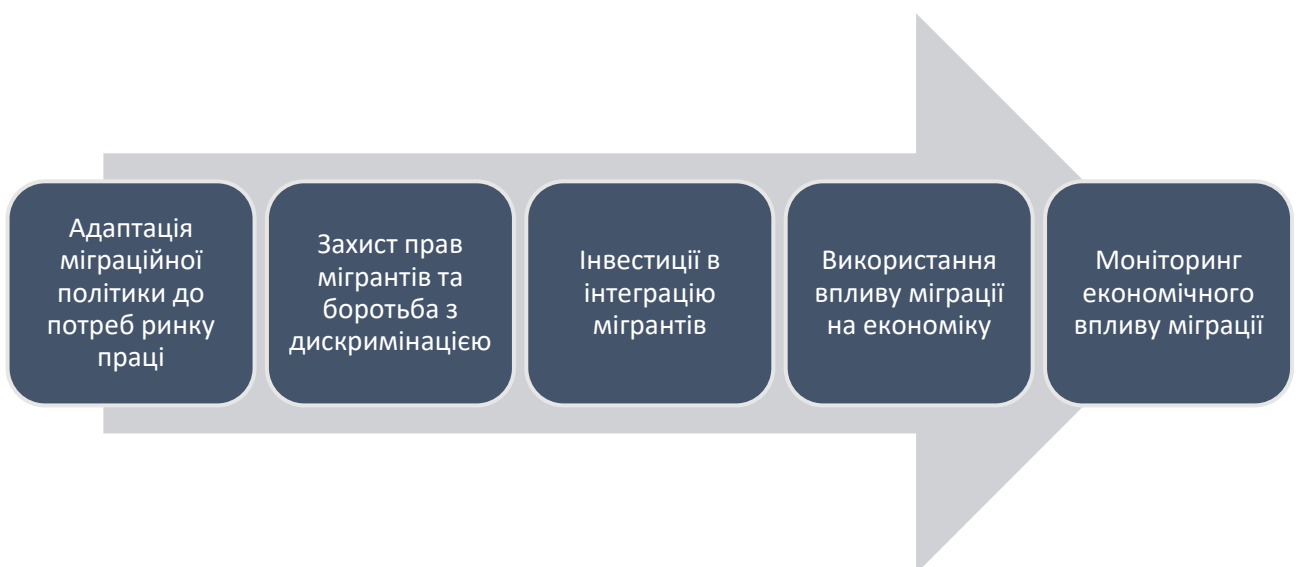 Адаптація
міграційної
політики до
потреб ринку
праці
Захист прав
мігрантів та
боротьба з
дискримінацією
Інвестиції в
інтеграцію
мігрантів
Використання
впливу міграції
на економіку
Моніторинг
економічного
впливу міграції